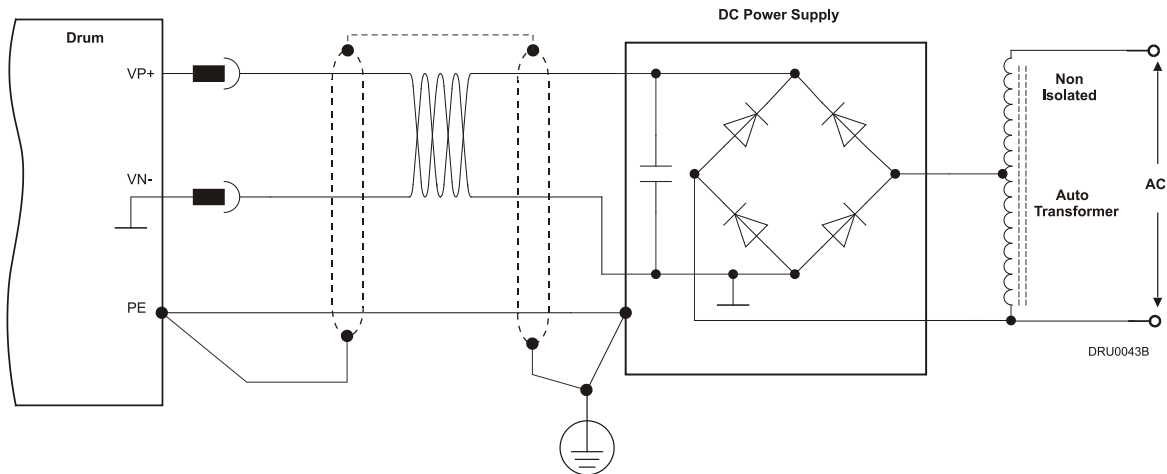 DC Power Supply
Drum
VP+
VN-
PE
Non
Isolated
Auto
Transformer
AC
DRU0043B